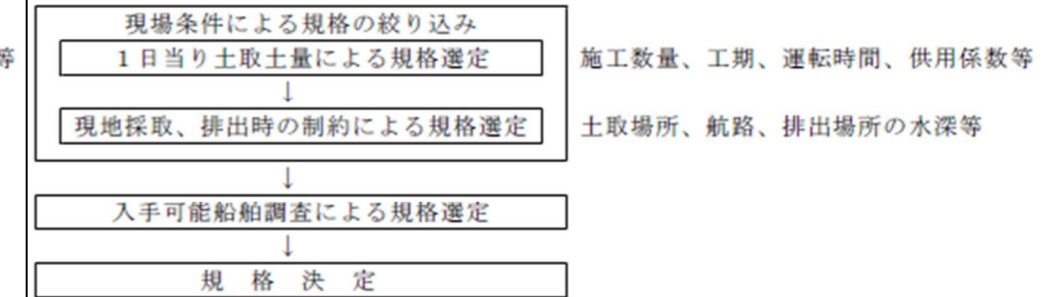 現場条件による規格の絞り込み
等 1日当り土取土量による規格選定 施工数量、工期、運転時間、供用係数等
↓
現地採取、排出時の制約による規格選定 土取場所、航路、排出場所の水深等
↓
入手可能船舶調査による規格選定
↓
規 格 決 定